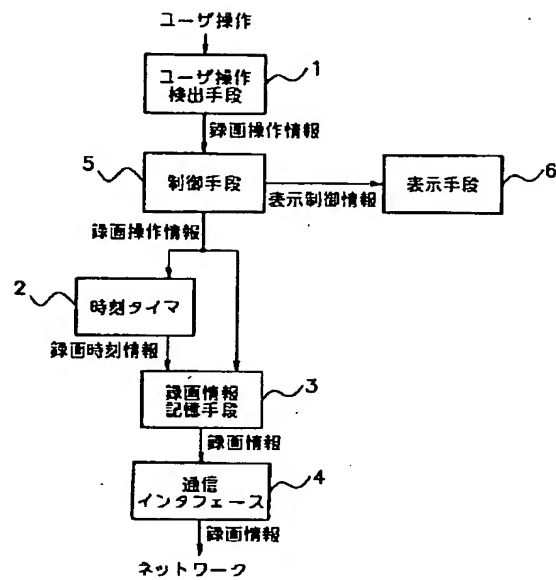 ユーザ操作
1
ユーザ操作
検出手段
録画操作情報
5
制御手段
表示制御情報
6
表示手段
録画操作情報
2
時刻タイマ
録画時刻情報
3
録画情報
記憶手段
録画情報
4
通信
インタフェース
録画情報
ネットワーク